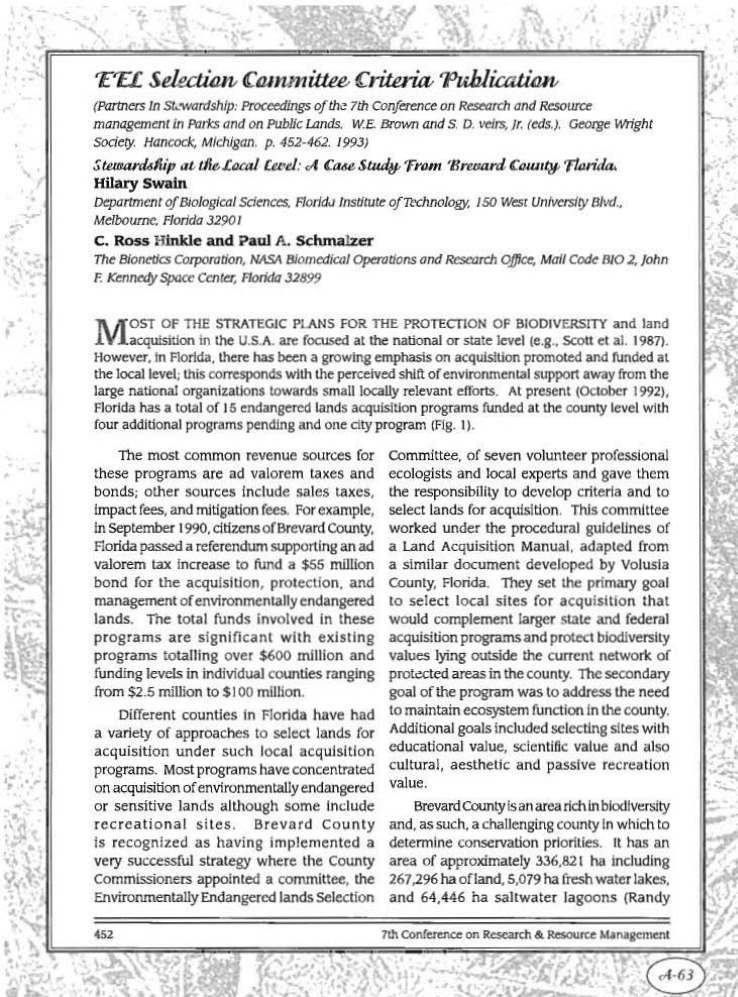 EEL Selection Committee Criteria Publication
(Partners In Stewardship: Proceedings of the 7th Conference on Research and Resource
management in Parks and on Public Lands. W.E. Brown and S. D. veirs, Jr. (eds.). George Wright
Society. Hancock, Michigan. p. 452-462. 1993)
Stewardship at the Local Level: A Case Study From Brevard County Florida.
Hilary Swain
Department of Biological Sciences, Florida Institute of Technology, 150 West University Blvd.,
Melbourne, Florida 32901
C. Ross Hinkle and Paul A. Schmalzer
The Bionetics Corporation, NASA Biomedical Operations and Research Office, Mail Code BIO 2, John
F. Kennedy Space Center, Florida 32899
MOST OF THE STRATEGIC PLANS FOR THE PROTECTION OF BIODIVERSITY and land
acquisition in the U.S.A. are focused at the national or state level (e.g., Scott et al. 1987).
However, in Florida, there has been a growing emphasis on acquisition promoted and funded at
the local level; this corresponds with the perceived shift of environmental support away from the
large national organizations towards small locally relevant efforts. At present (October 1992),
Florida has a total of 15 endangered lands acquisition programs funded at the county level with
four additional programs pending and one city program (Fig. 1).
The most common revenue sources for
these programs are ad valorem taxes and
bonds; other sources include sales taxes,
impact fees, and mitigation fees. For example,
in September 1990, citizens of Brevard County,
Florida passed a referendum supporting an ad
valorem tax increase to fund a $55 million
bond for the acquisition, protection, and
management of environmentally endangered
lands. The total funds involved in these
programs are significant with existing
programs totalling over $600 million and
funding levels in individual counties ranging
from $2.5 million to $100 million.
Different counties in Florida have had
a variety of approaches to select lands for
acquisition under such local acquisition
programs. Most programs have concentrated
on acquisition of environmentally endangered
or sensitive lands although some include
recreational sites. Brevard County
is recognized as having implemented a
very successful strategy where the County
Commissioners appointed a committee, the
Environmentally Endangered lands Selection
Committee, of seven volunteer professional
ecologists and local experts and gave them
the responsibility to develop criteria and to
select lands for acquisition. This committee
worked under the procedural guidelines of
a Land Acquisition Manual, adapted from
a similar document developed by Volusia
County, Florida. They set the primary goal
to select local sites for acquisition that
would complement larger state and federal
acquisition programs and protect biodiversity
values lying outside the current network of
protected areas in the county. The secondary
goal of the program was to address the need
to maintain ecosystem function in the county.
Additional goals included selecting sites with
educational value, scientific value and also
cultural, aesthetic and passive recreation
value.
Brevard County is an area rich in biodiversity
and, as such, a challenging county in which to
determine conservation priorities. It has an
area of approximately 336,821 ha including
267,296 ha of land, 5,079 ha fresh water lakes,
and 64,446 ha saltwater lagoons (Randy
452 7th Conference on Research & Resource Management
A-63